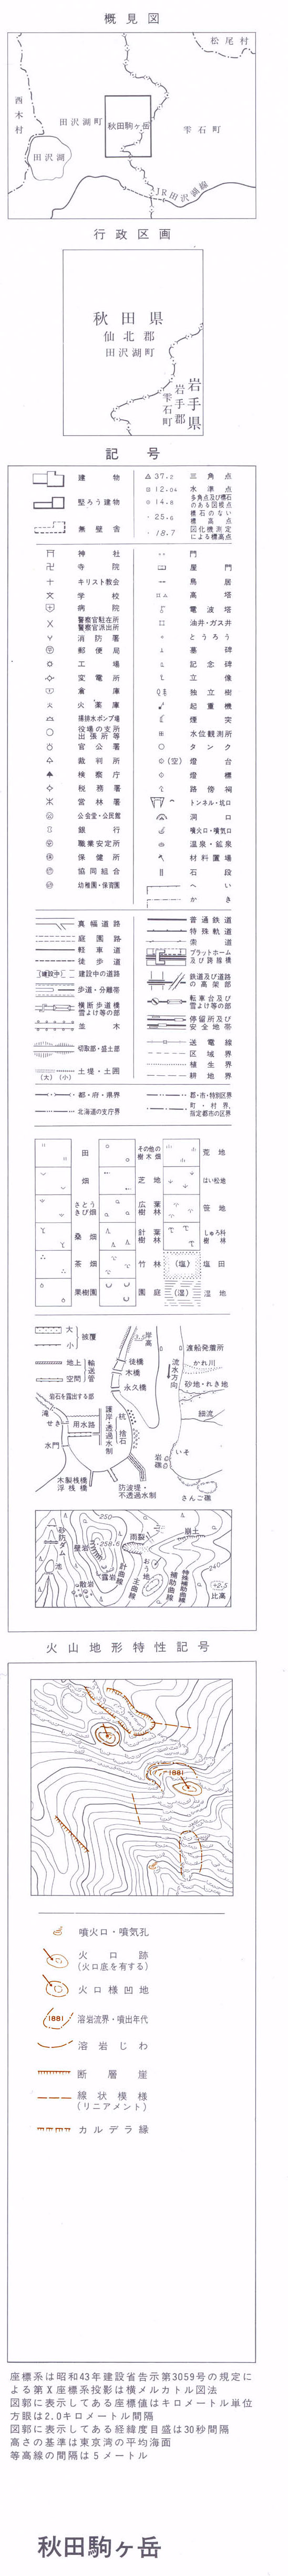 概見図
松尾村
西木村
田沢湖町
秋田駒ヶ岳
雫石町
田沢湖
JR田沢湖線
行政区画
秋田県
仙北郡
田沢湖町
岩手県
岩手郡
雫石町
記号
建物
堅ろう建物
無壁舎
37.2 三角点
12.04 水準点
14.8 多角点及び標石のある図根点
25.6 標石のない標高点
18.7 図化機測定による標高点
神社
寺院
キリスト教会
学校
病院
警察官駐在所
警察官派出所
消防署
郵便局
工場
変電所
倉庫
火薬庫
揚排水ポンプ場
役場の支所
出張所等
官公署
裁判所
検察庁
税務署
営林署
公会堂・公民館
銀行
職業安定所
保健所
協同組合
幼稚園・保育園
門
屋門
鳥居
高塔
電波塔
油井・ガス井
とうろう
墓碑
記念碑
立像
独立樹
起重機
煙突
水位観測所
タンク
(空) 燈台
燈標
路傍祠
トンネル・坑口
洞口
噴火口・噴気口
温泉・鉱泉
材料置場
石段
へい
かき
真幅道路
庭園路
軽車道
徒歩道
(建設中) 建設中の道路
歩道・分離帯
横断歩道橋
雪よけ等の部
並木
切取部・盛土部
(大) (小) 土堤・土囲
普通鉄道
特殊軌道
索道
プラットホーム
及び跨線橋
鉄道及び道路
の高架部
転車台及び
雪よけ等の部
停留所及び
安全地帯
送電線
区域界
植生界
耕地界
都・府・県界
北海道の支庁界
郡・市・特別区界
町・村界、
指定都市の区界
田
畑
さとうきび畑
桑畑
茶畑
果樹園
その他の樹木畑
芝地
広葉樹林
針葉樹林
竹林
園庭
荒地
はい松地
笹地
しゅろ科樹林
(塩) 塩田
(湿) 湿地
大
小 被覆
地上
空間 輸送管
岩石を露出する部
滝
せき
用水路
水門
木製桟橋
浮桟橋
護岸・透過水制
杭
捨石
防波堤・
不透過水制
3.5
岸高
徒橋
木橋
永久橋
流水方向
渡船発着所
かれ川
砂地・れき地
細流
いそ
岩礁
さんご礁
砂防ダム
池
壁岩
散岩
露岩
250
258.6
雨裂
計曲線
主曲線
おう地
補助曲線
特殊補助曲線
崩土
240
+2.5
比高
火山地形特性記号
1881
噴火口・噴気孔
火口跡
(火口底を有する)
火口様凹地
1881 溶岩流界・噴出年代
溶岩じわ
断層崖
線状模様
(リニアメント)
カルデラ縁
座標系は昭和43年建設省告示第3059号の規定に
よる第X座標系投影は横メルカトル図法
図郭に表示してある座標値はキロメートル単位
方眼は2.0キロメートル間隔
図郭に表示してある経緯度目盛は30秒間隔
高さの基準は東京湾の平均海面
等高線の間隔は5メートル
秋田駒ヶ岳